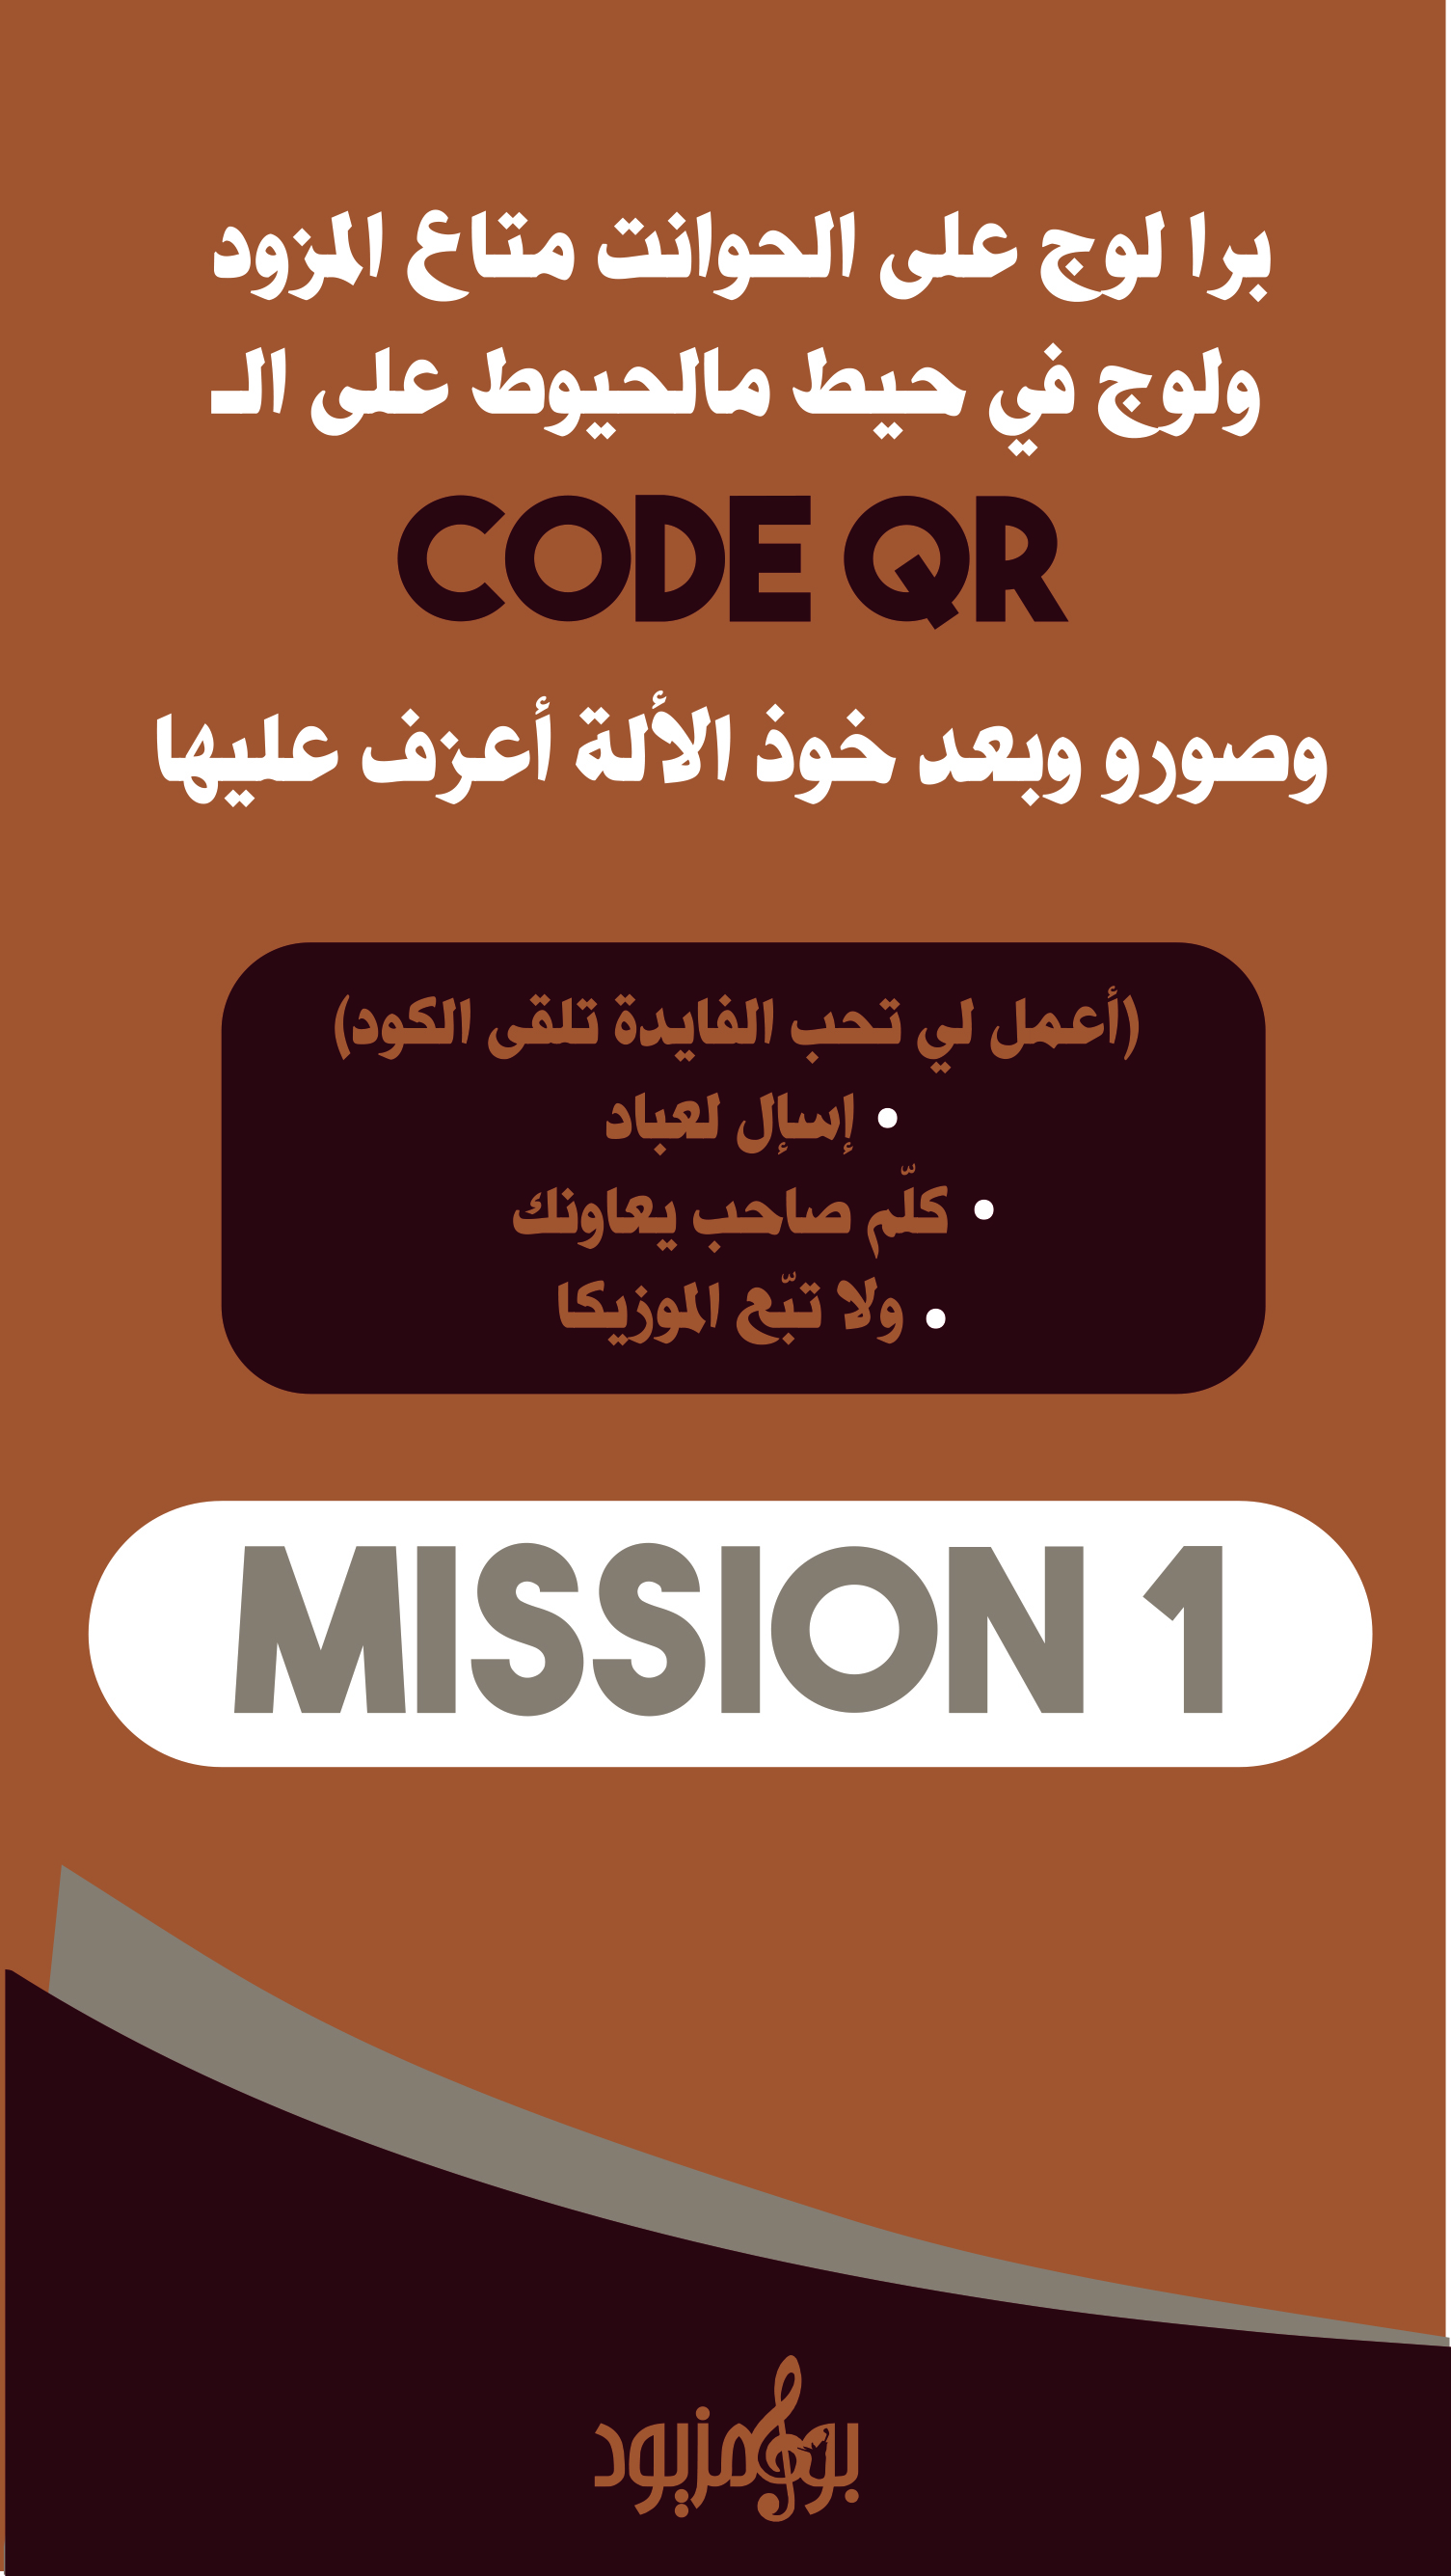 برا لوج على الحوانت متاع المزود
ولوج في حيط مالحيوط على الـ
CODE QR
وصورو وبعد خوذ الألة أعزف عليها
(أعمل لي تحب الفايدة تلقى الكود)
• إسإل لعباد
• كلّم صاحب يعاونك
• ولا تبّع الموزيكا
MISSION 1
بومزيود